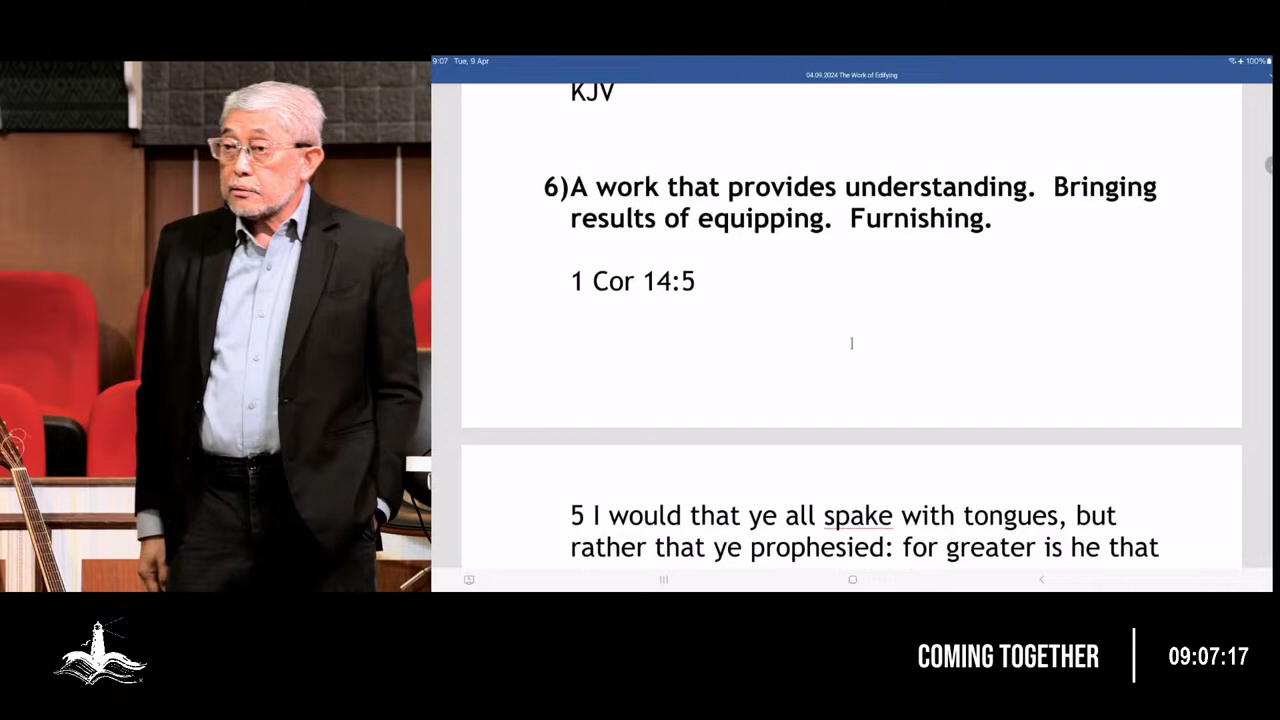 9:07 Tue, 9 Apr
100%
04.09.2024 The Work of Edifying
KJV
6)A work that provides understanding. Bringing
results of equipping. Furnishing.
1 Cor 14:5
5 I would that ye all spake with tongues, but
rather that ye prophesied: for greater is he that
COMING TOGETHER
09:07:17